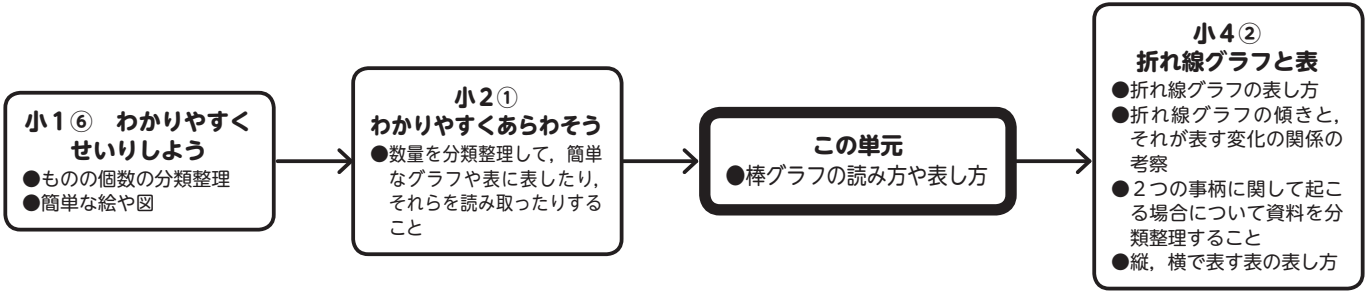 小１⑥　わかりやすく
せいりしよう
●ものの個数の分類整理
●簡単な絵や図
小２①
わかりやすくあらわそう
●数量を分類整理して，簡単
なグラフや表に表したり，
それらを読み取ったりする
こと
この単元
●棒グラフの読み方や表し方
小４②
折れ線グラフと表
●折れ線グラフの表し方
●折れ線グラフの傾きと，
それが表す変化の関係の
考察
●２つの事柄に関して起こ
る場合について資料を分
類整理すること
●縦，横で表す表の表し方